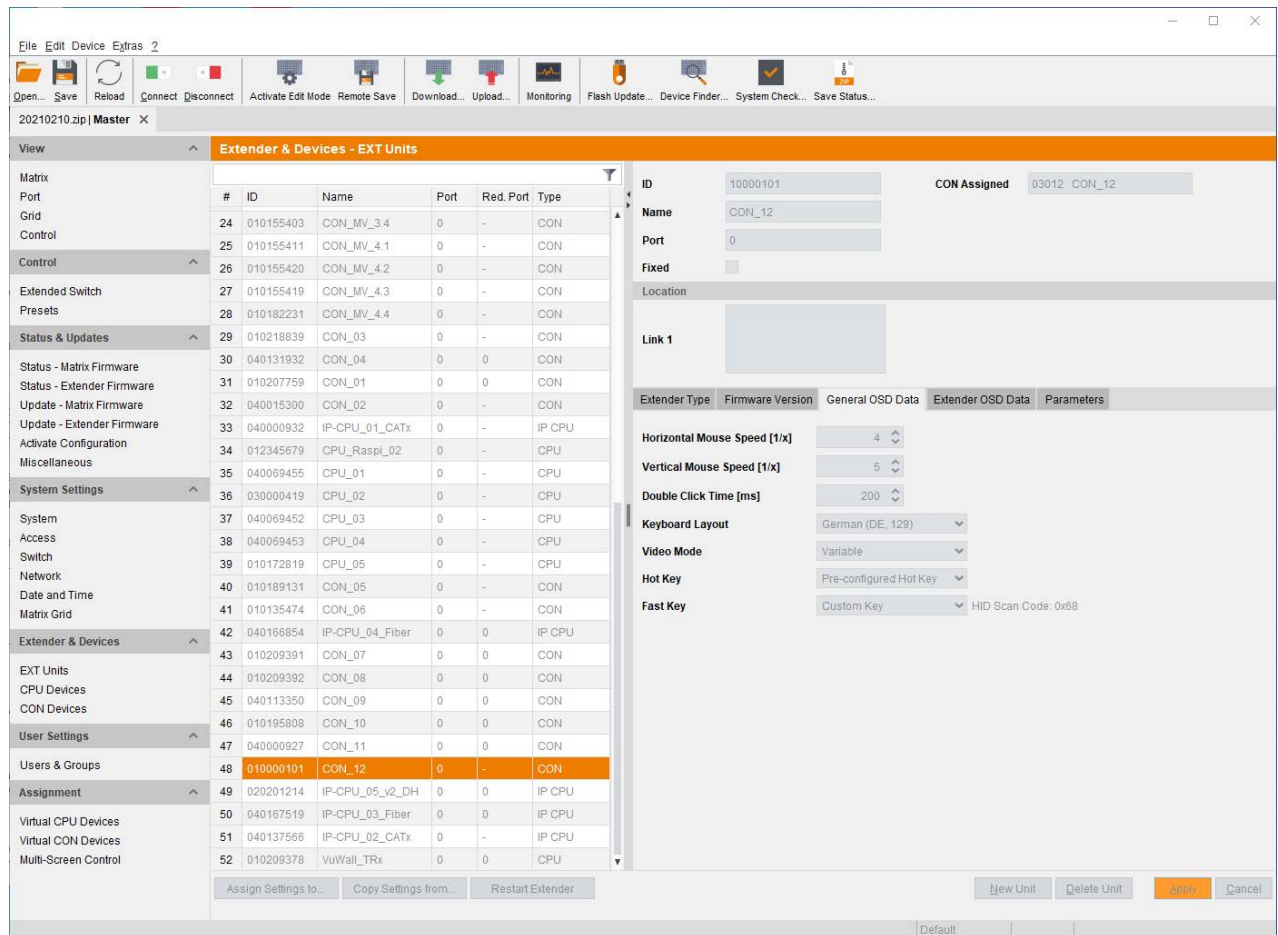 File Edit Device Extras ?
Open... Save Reload Connect Disconnect Activate Edit Mode Remote Save Download... Upload... Monitoring Flash Update... Device Finder... System Check... Save Status...
ZIP
20210210.zip | Master
View
Matrix
Port
Grid
Control
Control
Extended Switch
Presets
Status & Updates
Status - Matrix Firmware
Status - Extender Firmware
Update - Matrix Firmware
Update - Extender Firmware
Activate Configuration
Miscellaneous
System Settings
System
Access
Switch
Network
Date and Time
Matrix Grid
Extender & Devices
EXT Units
CPU Devices
CON Devices
User Settings
Users & Groups
Assignment
Virtual CPU Devices
Virtual CON Devices
Multi-Screen Control
Extender & Devices - EXT Units
# ID Name Port Red. Port Type
24 010155403 CON_MV_3.4 0 - CON
25 010155411 CON_MV_4.1 0 - CON
26 010155420 CON_MV_4.2 0 - CON
27 010155419 CON_MV_4.3 0 - CON
28 010182231 CON_MV_4.4 0 - CON
29 010218839 CON_03 0 - CON
30 040131932 CON_04 0 0 CON
31 010207759 CON_01 0 0 CON
32 040015300 CON_02 0 - CON
33 040000932 IP-CPU_01_CATx 0 - IP CPU
34 012345679 CPU_Raspi_02 0 - CPU
35 040069455 CPU_01 0 - CPU
36 030000419 CPU_02 0 - CPU
37 040069452 CPU_03 0 - CPU
38 040069453 CPU_04 0 - CPU
39 010172819 CPU_05 0 - CPU
40 010189131 CON_05 0 - CON
41 010135474 CON_06 0 - CON
42 040166854 IP-CPU_04_Fiber 0 0 IP CPU
43 010209391 CON_07 0 0 CON
44 010209392 CON_08 0 0 CON
45 040113350 CON_09 0 0 CON
46 010195808 CON_10 0 0 CON
47 040000927 CON_11 0 0 CON
48 010000101 CON_12 0 - CON
49 020201214 IP-CPU_05_v2_DH 0 0 IP CPU
50 040167519 IP-CPU_03_Fiber 0 0 IP CPU
51 040137566 IP-CPU_02_CATx 0 - IP CPU
52 010209378 VuWall_TRx 0 0 CPU
ID 10000101 CON Assigned 03012 CON_12
Name CON_12
Port 0
Fixed
Location
Link 1
Extender Type Firmware Version General OSD Data Extender OSD Data Parameters
Horizontal Mouse Speed [1/x] 4
Vertical Mouse Speed [1/x] 5
Double Click Time [ms] 200
Keyboard Layout German (DE, 129)
Video Mode Variable
Hot Key Pre-configured Hot Key
Fast Key Custom Key HID Scan Code: 0x68
Assign Settings to... Copy Settings from... Restart Extender New Unit Delete Unit Apply Cancel
Default